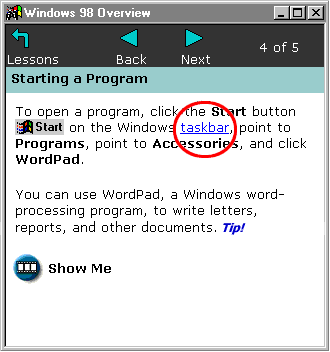 Windows 98 Overview
Lessons Back Next 4 of 5
Starting a Program
To open a program, click the Start button
Start on the Windows taskbar, point to
Programs, point to Accessories, and click
WordPad.
You can use WordPad, a Windows word-
processing program, to write letters,
reports, and other documents. Tip!
Show Me